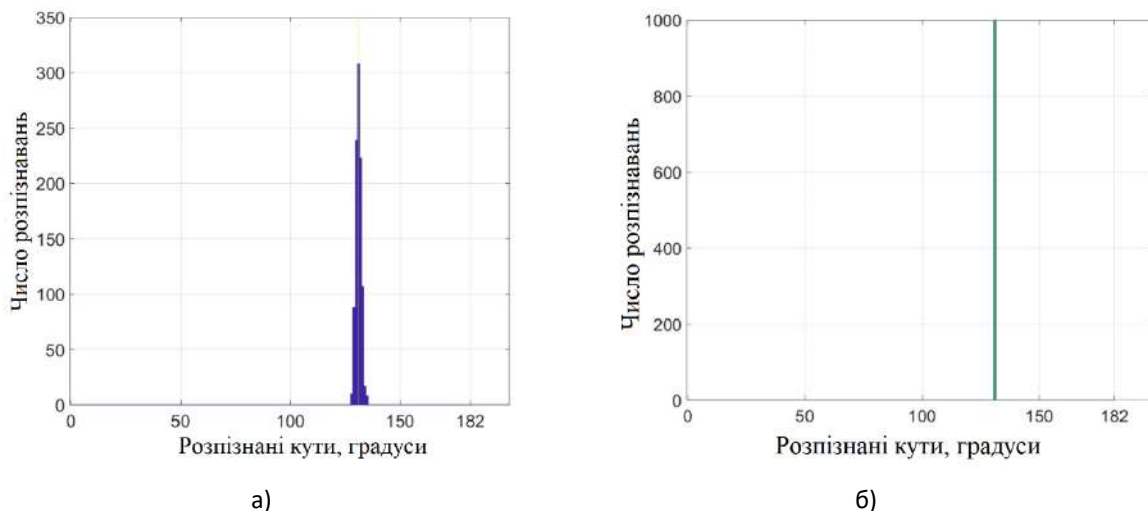 350
300
250
200
150
100
50
0
Число розпізнавань
0 50 100 150 182
Розпізнані кути, градуси
а)
1000
800
600
400
200
0
Число розпізнавань
0 50 100 150 182
Розпізнані кути, градуси
б)